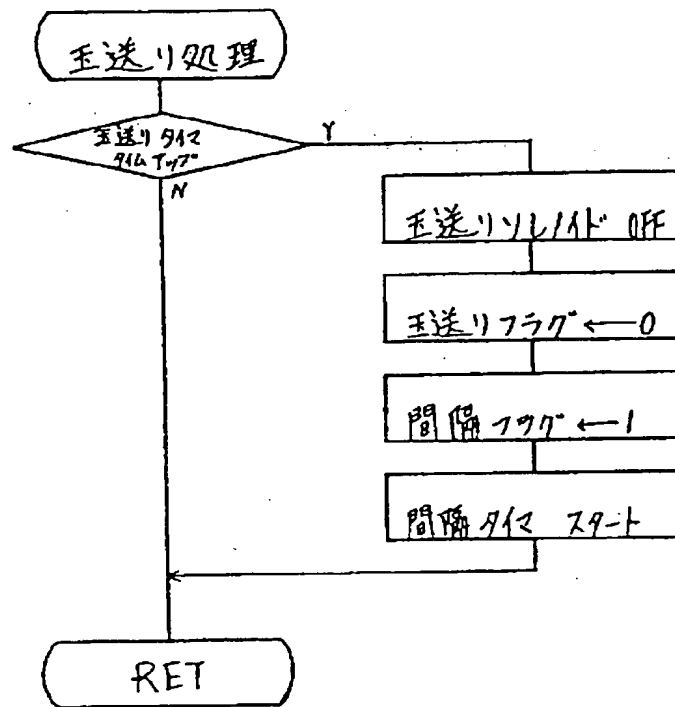 玉送り処理
玉送りタイマ
タイムアップ
Y
N
玉送りソレノイド OFF
玉送りフラグ ← 0
間隔フラグ ← 1
間隔タイマ スタート
RET